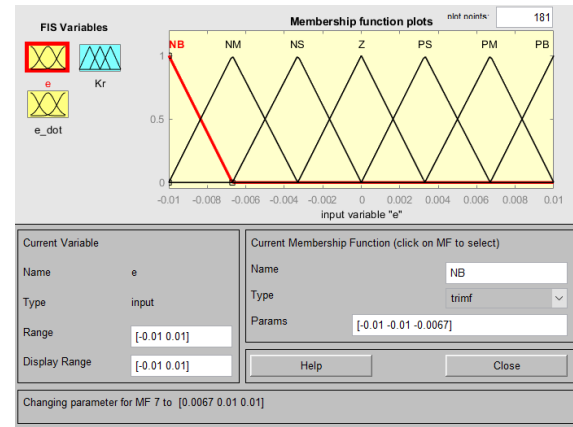 FIS Variables
Membership function plots
plot points:
181
NB NM NS Z PS PM PB
e
Kr
e_dot
1
0.5
0
-0.01 -0.008 -0.006 -0.004 -0.002 0 0.002 0.004 0.006 0.008 0.01
input variable "e"
Current Variable
Name e
Type input
Range [-0.01 0.01]
Display Range [-0.01 0.01]
Current Membership Function (click on MF to select)
Name NB
Type trimf
Params [-0.01 -0.01 -0.0067]
Help Close
Changing parameter for MF 7 to [0.0067 0.01 0.01]